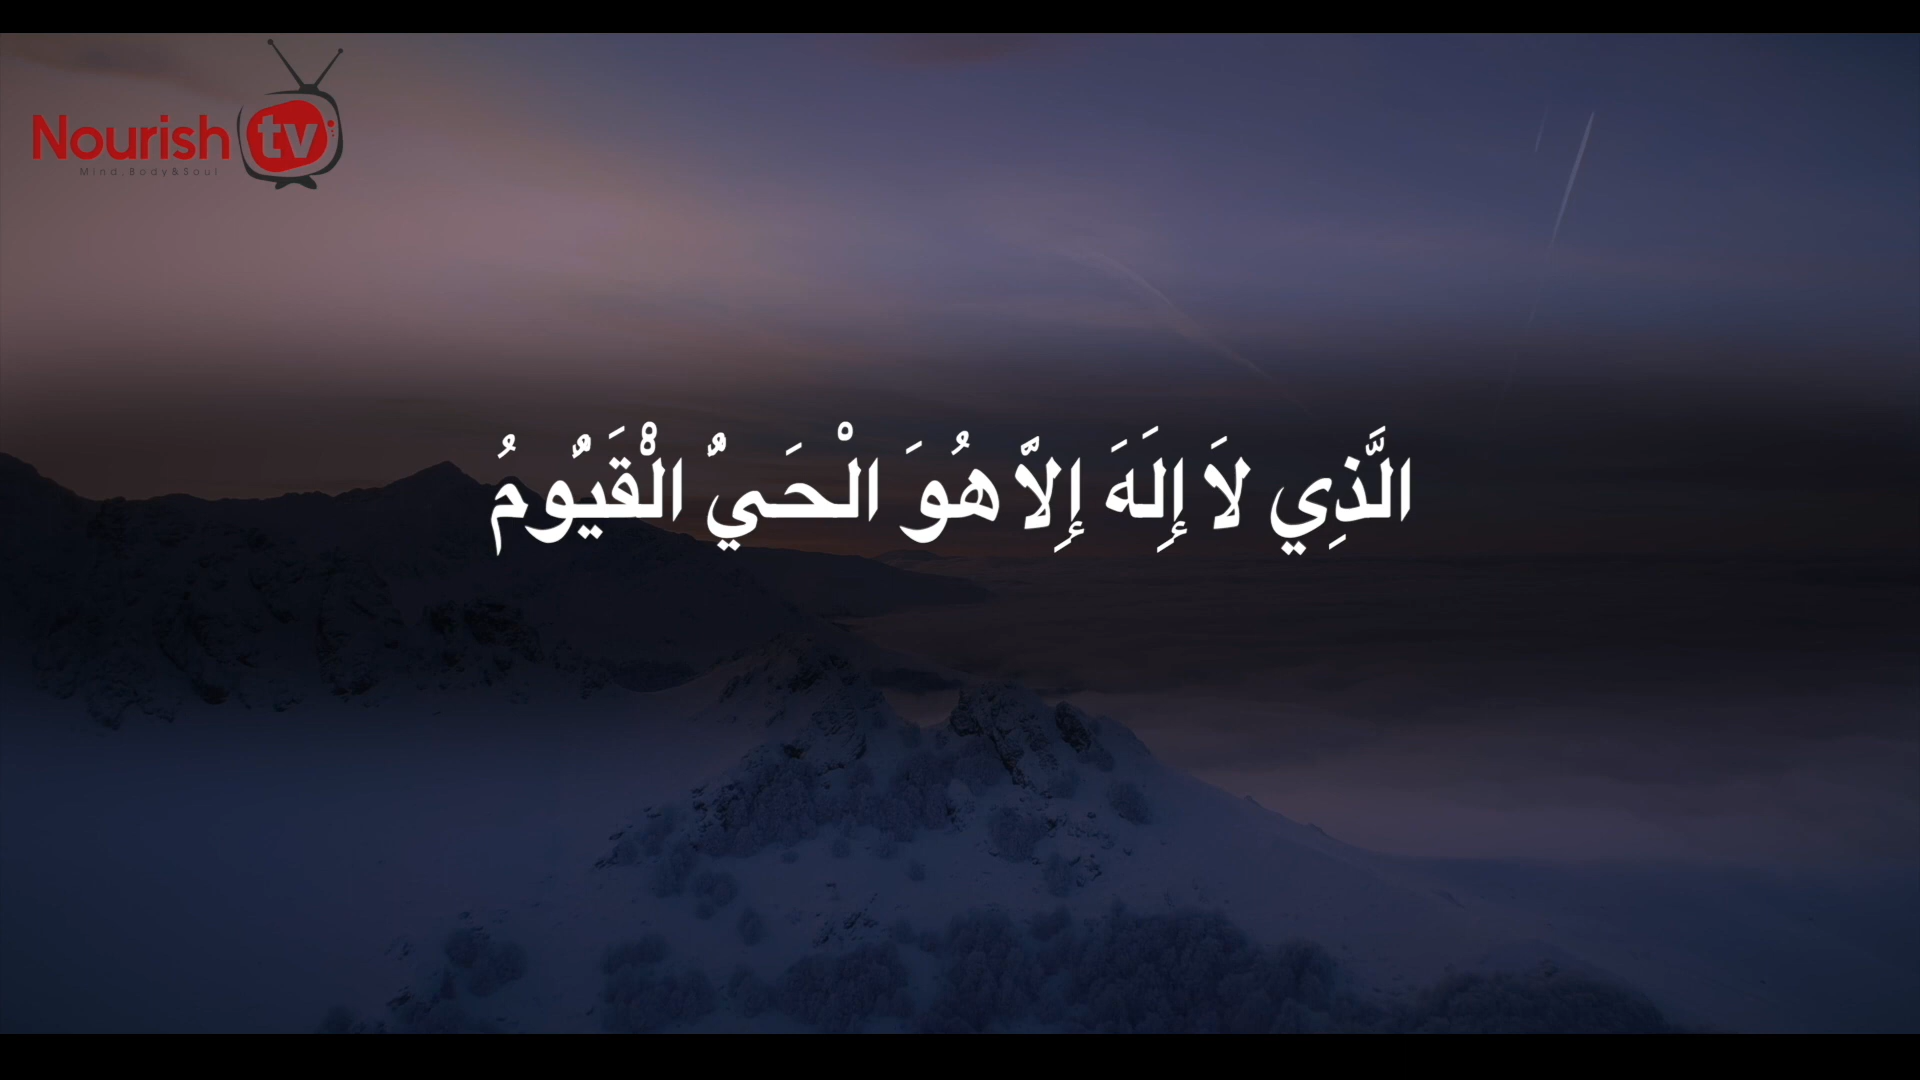 Nourish tv
Mind, Body & Soul
الَّذِي لاَ إِلَهَ إِلاَّ هُوَ الْحَيُّ الْقَيُّومُ